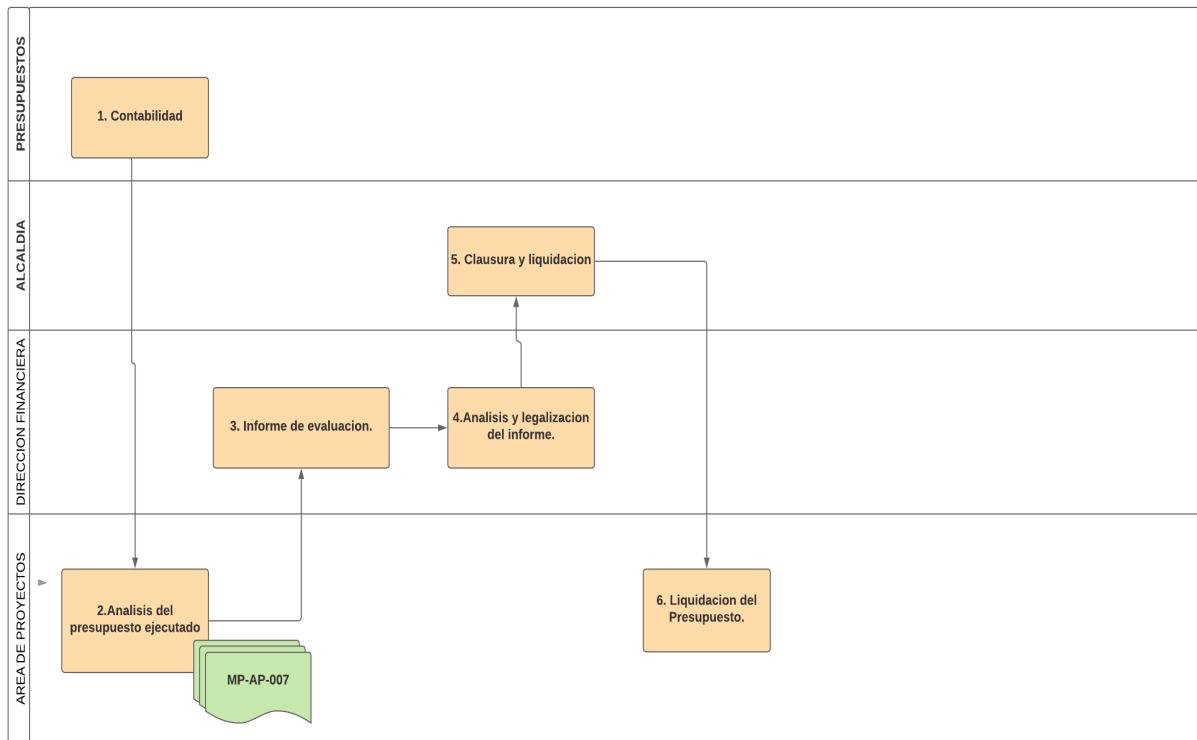 PRESUPUESTOS
1. Contabilidad
ALCALDIA
5. Clausura y liquidacion
DIRECCION FINANCIERA
3. Informe de evaluacion.
4.Analisis y legalizacion
del informe.
AREA DE PROYECTOS
2.Analisis del
presupuesto ejecutado
MP-AP-007
6. Liquidacion del
Presupuesto.